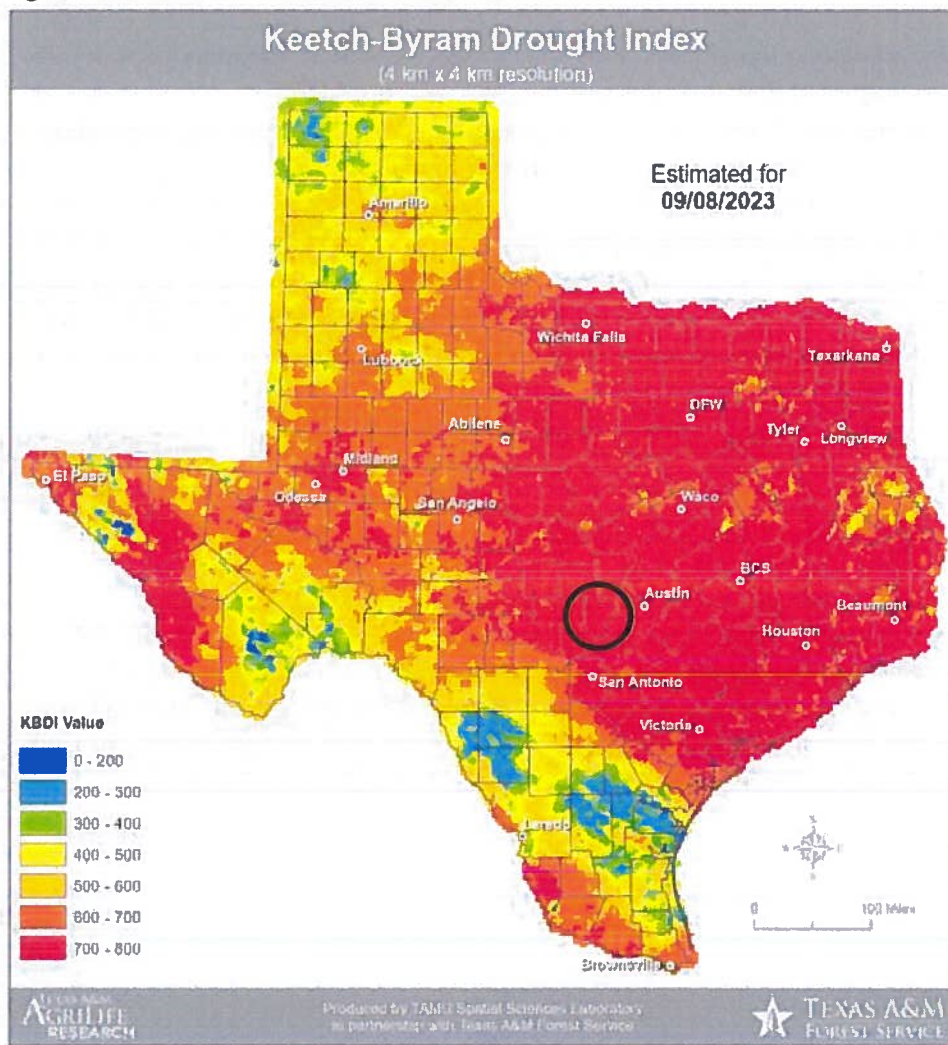 Keetch-Byram Drought Index
(4 km x 4 km resolution)
Estimated for
09/08/2023
Amarillo
Wichita Falls
Texarkana
Lubbock
DFW
Abilene
Tyler
Longview
Midland
El Paso
Odessa
San Angelo
Waco
BCS
Austin
Beaumont
Houston
San Antonio
Victoria
KBDI Value
0 - 200
200 - 300
300 - 400
400 - 500
500 - 600
600 - 700
700 - 800
Laredo
0 100 Miles
Brownsville
TEXAS A&M
AGRILIFE
RESEARCH
Produced by TAMU Spatial Sciences Laboratory
in partnership with Texas A&M Forest Service
TEXAS A&M
FOREST SERVICE